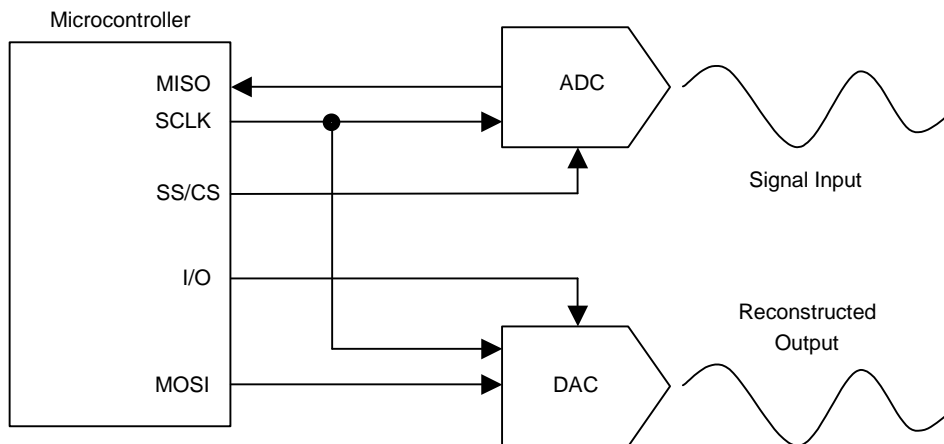 Microcontroller
MISO
ADC
SCLK
SS/CS
Signal Input
I/O
Reconstructed
Output
MOSI
DAC